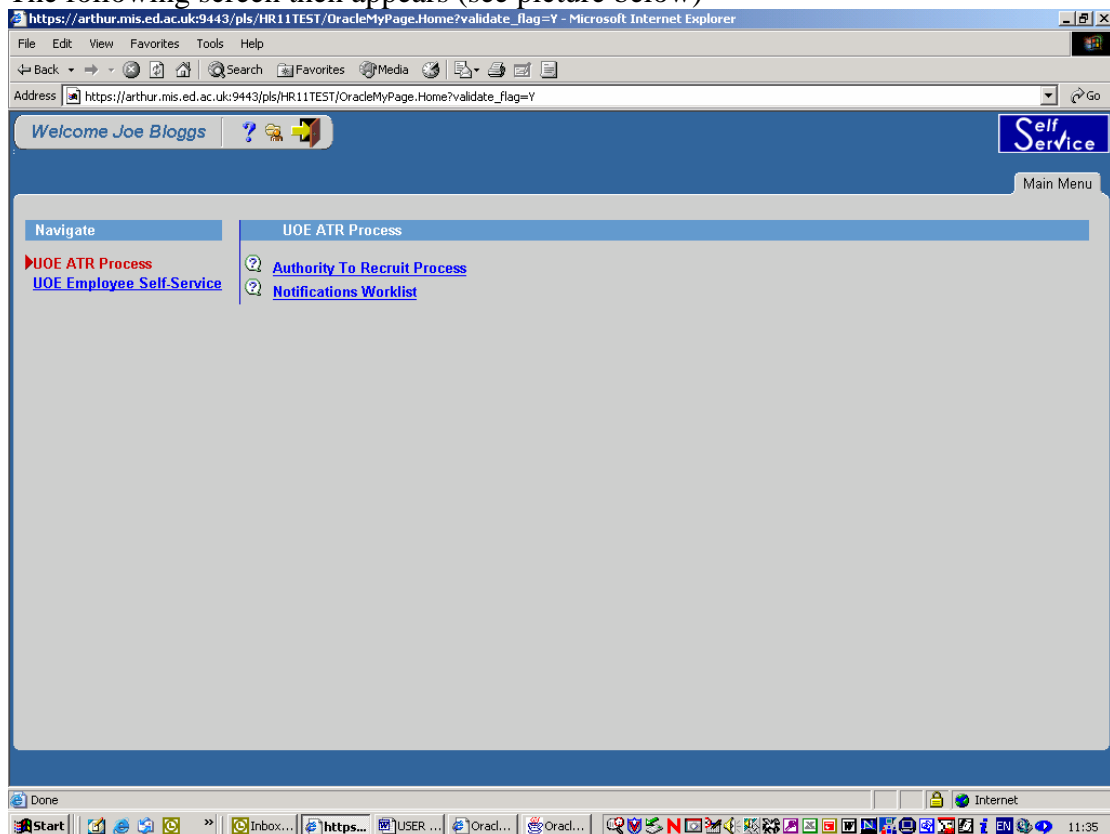 The following screen then appears (see picture below)
https://arthur.mis.ed.ac.uk:9443/pls/HR11TEST/OracleMyPage.Home?validate_flag=Y - Microsoft Internet Explorer
File Edit View Favorites Tools Help
Back Search Favorites Media
Address https://arthur.mis.ed.ac.uk:9443/pls/HR11TEST/OracleMyPage.Home?validate_flag=Y Go
Welcome Joe Bloggs
Self
Service
Main Menu
Navigate UOE ATR Process
UOE ATR Process Authority To Recruit Process
UOE Employee Self-Service Notifications Worklist
Done Internet
Start » Inbox... https... USER ... Oracl... Oracl... EN 11:35